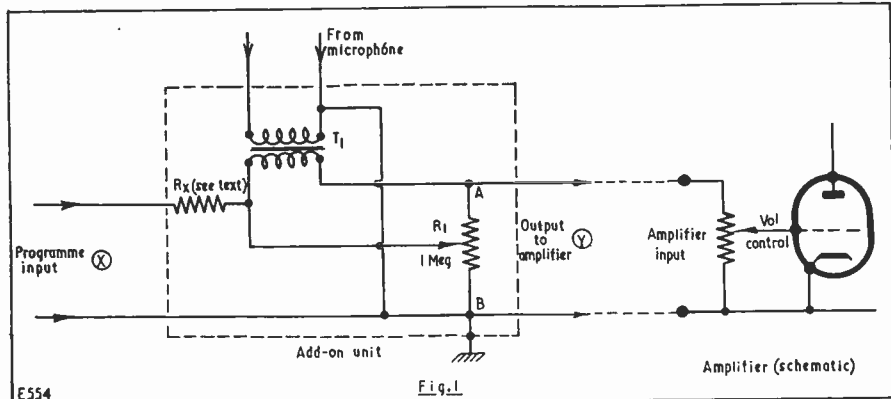 From
microphone
T1
Rx (see text)
A
R1
1 Meg
B
Programme
input
X
Output
to
amplifier
Y
Amplifier
input
Vol
control
Add-on unit
Amplifier (schematic)
Fig.1
E554